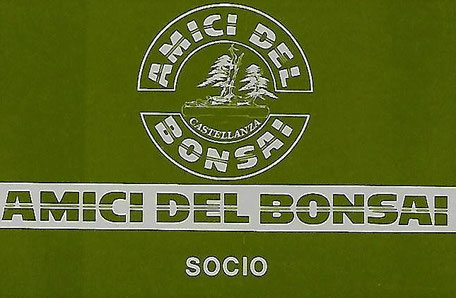 AMICI DEL
CASTELLANZA
BONSAI
AMICI DEL BONSAI
SOCIO